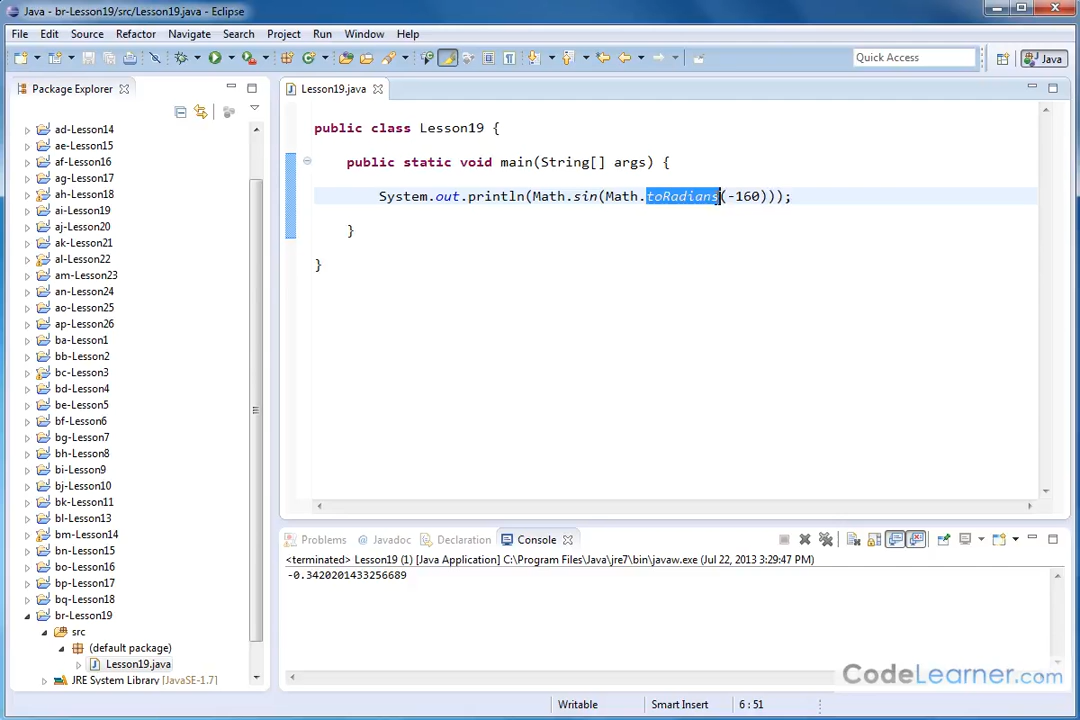 Java - br-Lesson19/src/Lesson19.java - Eclipse
File Edit Source Refactor Navigate Search Project Run Window Help
Quick Access
Java
Package Explorer
ad-Lesson14
ae-Lesson15
af-Lesson16
ag-Lesson17
ah-Lesson18
ai-Lesson19
aj-Lesson20
ak-Lesson21
al-Lesson22
am-Lesson23
an-Lesson24
ao-Lesson25
ap-Lesson26
ba-Lesson1
bb-Lesson2
bc-Lesson3
bd-Lesson4
be-Lesson5
bf-Lesson6
bg-Lesson7
bh-Lesson8
bi-Lesson9
bj-Lesson10
bk-Lesson11
bl-Lesson13
bm-Lesson14
bn-Lesson15
bo-Lesson16
bp-Lesson17
bq-Lesson18
br-Lesson19
src
(default package)
Lesson19.java
JRE System Library [JavaSE-1.7]
Lesson19.java
public class Lesson19 {
public static void main(String[] args) {
System.out.println(Math.sin(Math.toRadians(-160)));
}
}
Problems @ Javadoc Declaration Console
<terminated> Lesson19 (1) [Java Application] C:\Program Files\Java\jre7\bin\javaw.exe (Jul 22, 2013 3:29:47 PM)
-0.3420201433256689
CodeLearner.com
Writable Smart Insert 6 : 51